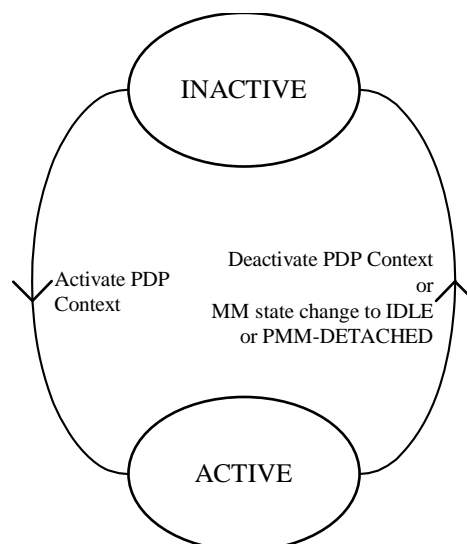 INACTIVE
Activate PDP
Context
Deactivate PDP Context
or
MM state change to IDLE
or PMM-DETACHED
ACTIVE